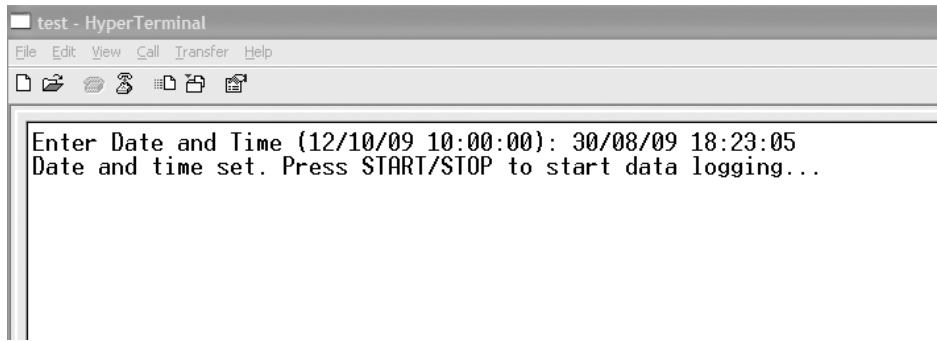 test - HyperTerminal
File Edit View Call Transfer Help
Enter Date and Time (12/10/09 10:00:00): 30/08/09 18:23:05
Date and time set. Press START/STOP to start data logging...